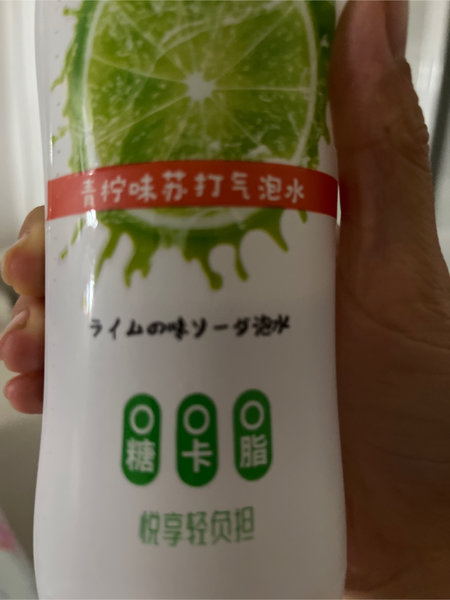 青柠味苏打气泡水
ライムの味ソーダ泡水
0糖 0卡 0脂
悦享轻负担